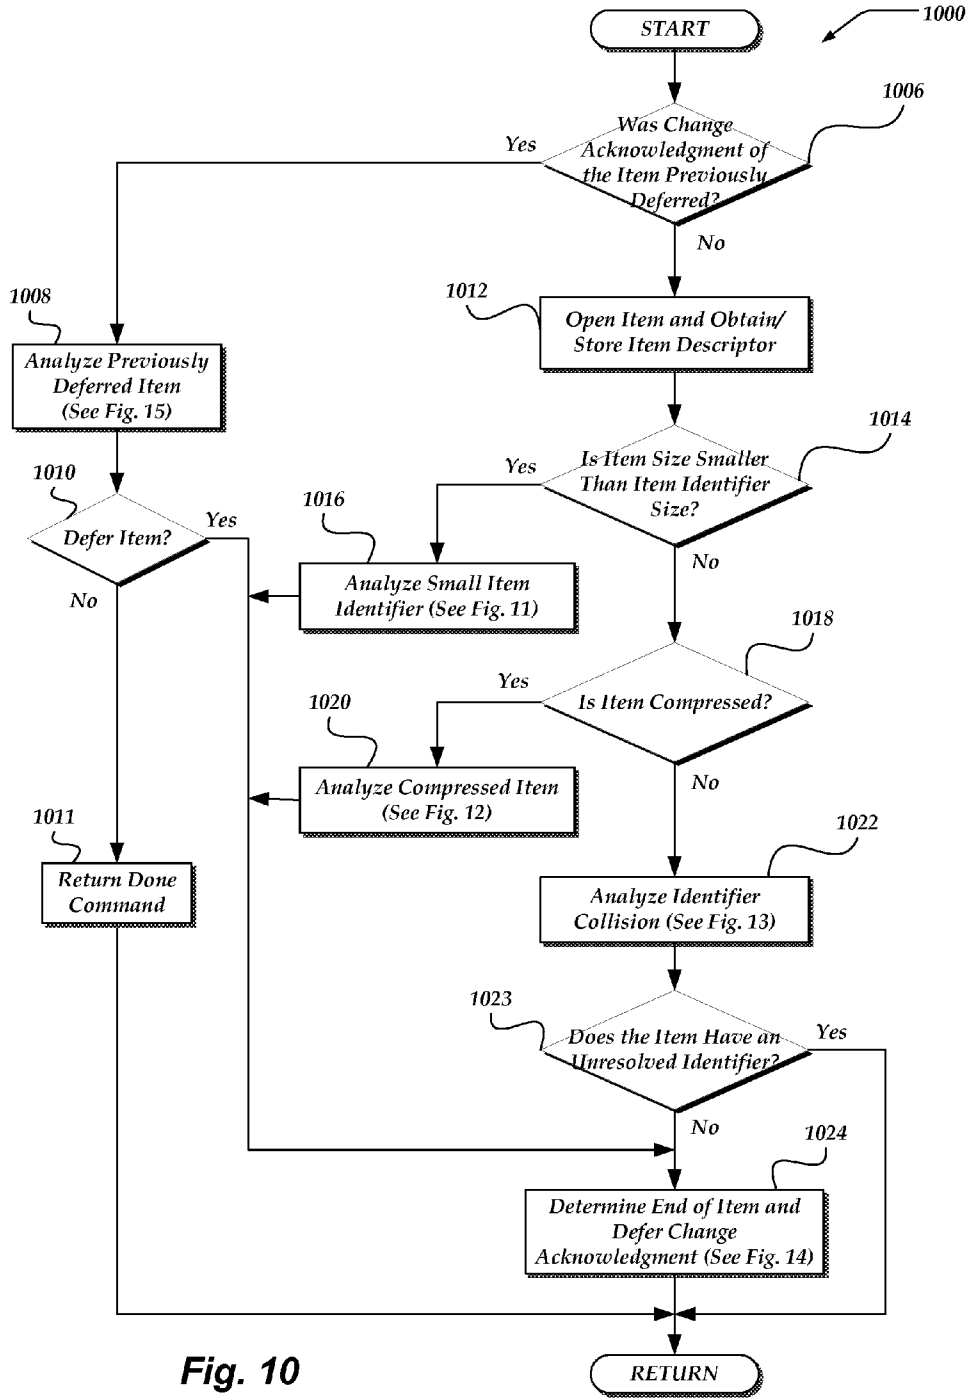 START
1000
1006
Was Change
Acknowledgment of
the Item Previously
Deferred?
Yes
No
1008
Analyze Previously
Deferred Item
(See Fig. 15)
1012
Open Item and Obtain/
Store Item Descriptor
1010
Defer Item?
Yes
No
1014
Is Item Size Smaller
Than Item Identifier
Size?
Yes
No
1016
Analyze Small Item
Identifier (See Fig. 11)
1018
Is Item Compressed?
Yes
No
1020
Analyze Compressed Item
(See Fig. 12)
1011
Return Done
Command
1022
Analyze Identifier
Collision (See Fig. 13)
1023
Does the Item Have an
Unresolved Identifier?
Yes
No
1024
Determine End of Item and
Defer Change
Acknowledgment (See Fig. 14)
RETURN
Fig. 10